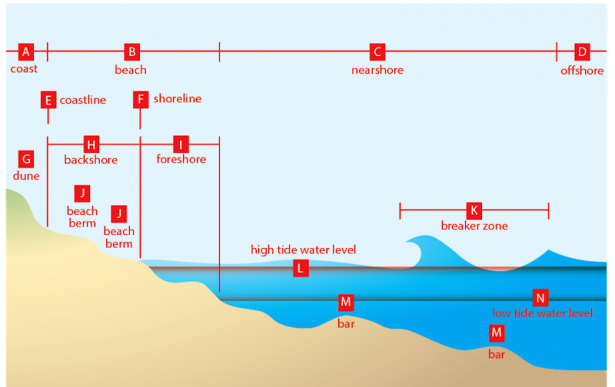 A B C D
coast beach nearshore offshore
E coastline F shoreline
H I
G backshore foreshore
dune
J
beach
berm
J
beach
berm
K
breaker zone
high tide water level
L
M
bar
N
low tide water level
M
bar